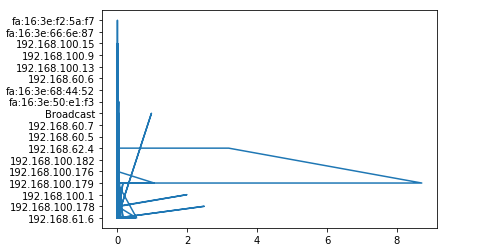 fa:16:3e:f2:5a:f7
fa:16:3e:66:6e:87
192.168.100.15
192.168.100.9
192.168.100.13
192.168.60.6
fa:16:3e:68:44:52
fa:16:3e:50:e1:f3
Broadcast
192.168.60.7
192.168.60.5
192.168.62.4
192.168.100.182
192.168.100.176
192.168.100.179
192.168.100.1
192.168.100.178
192.168.61.6
0 2 4 6 8